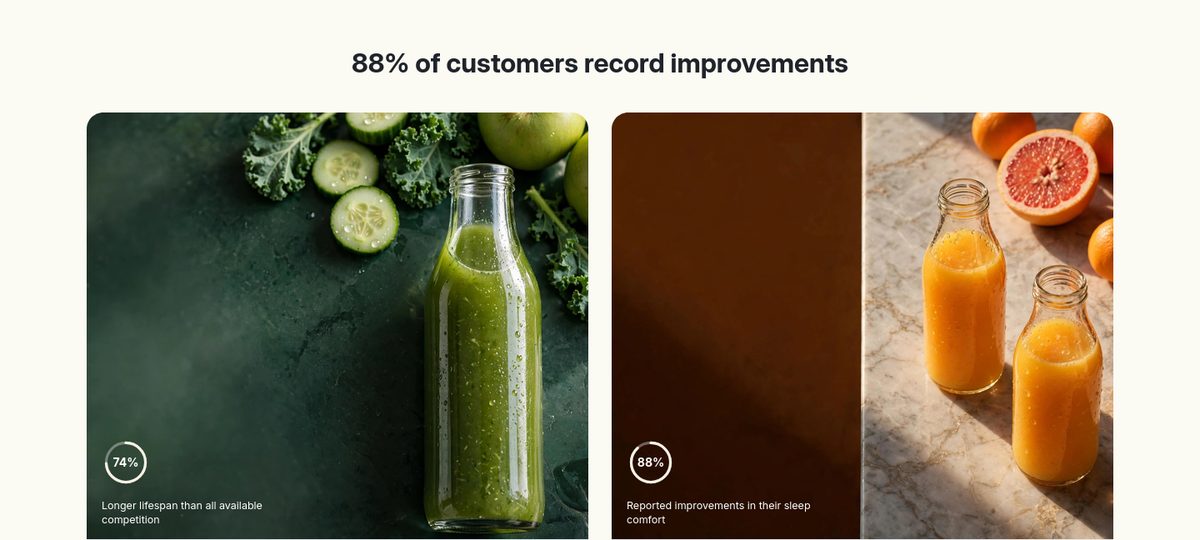 88% of customers record improvements
74%
Longer lifespan than all available
competition
88%
Reported improvements in their sleep
comfort